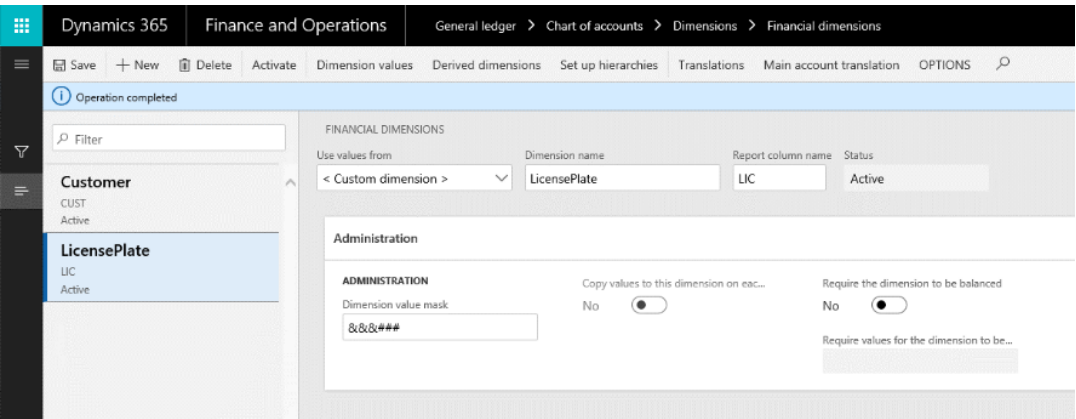 Dynamics 365 Finance and Operations General ledger > Chart of accounts > Dimensions > Financial dimensions
Save + New Delete Activate Dimension values Derived dimensions Set up hierarchies Translations Main account translation OPTIONS
Operation completed
Filter
Customer
CUST
Active
LicensePlate
LIC
Active
FINANCIAL DIMENSIONS
Use values from Dimension name Report column name Status
< Custom dimension > LicensePlate LIC Active
Administration
ADMINISTRATION Copy values to this dimension on eac... Require the dimension to be balanced
Dimension value mask No No
&&&###
Require values for the dimension to be...